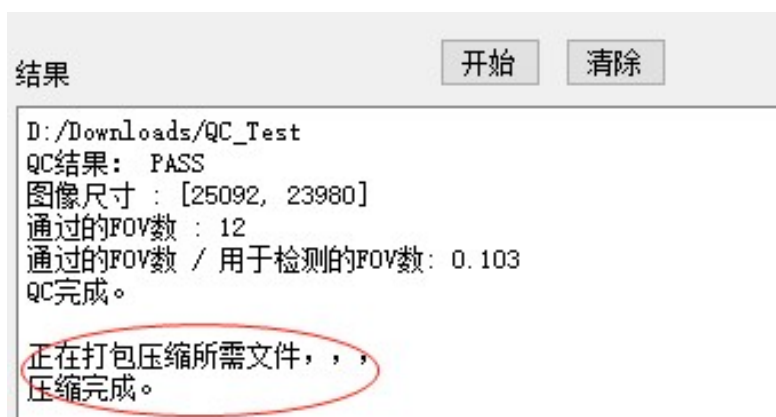 结果
开始
清除
D:/Downloads/QC_Test
QC结果： PASS
图像尺寸 : [25092, 23980]
通过的FOV数 : 12
通过的FOV数 / 用于检测的FOV数: 0.103
QC完成。
正在打包压缩所需文件，，，
压缩完成。